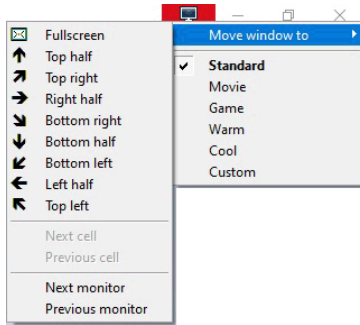 Fullscreen
Top half
Top right
Right half
Bottom right
Bottom half
Bottom left
Left half
Top left
Next cell
Previous cell
Next monitor
Previous monitor
Move window to
Standard
Movie
Game
Warm
Cool
Custom